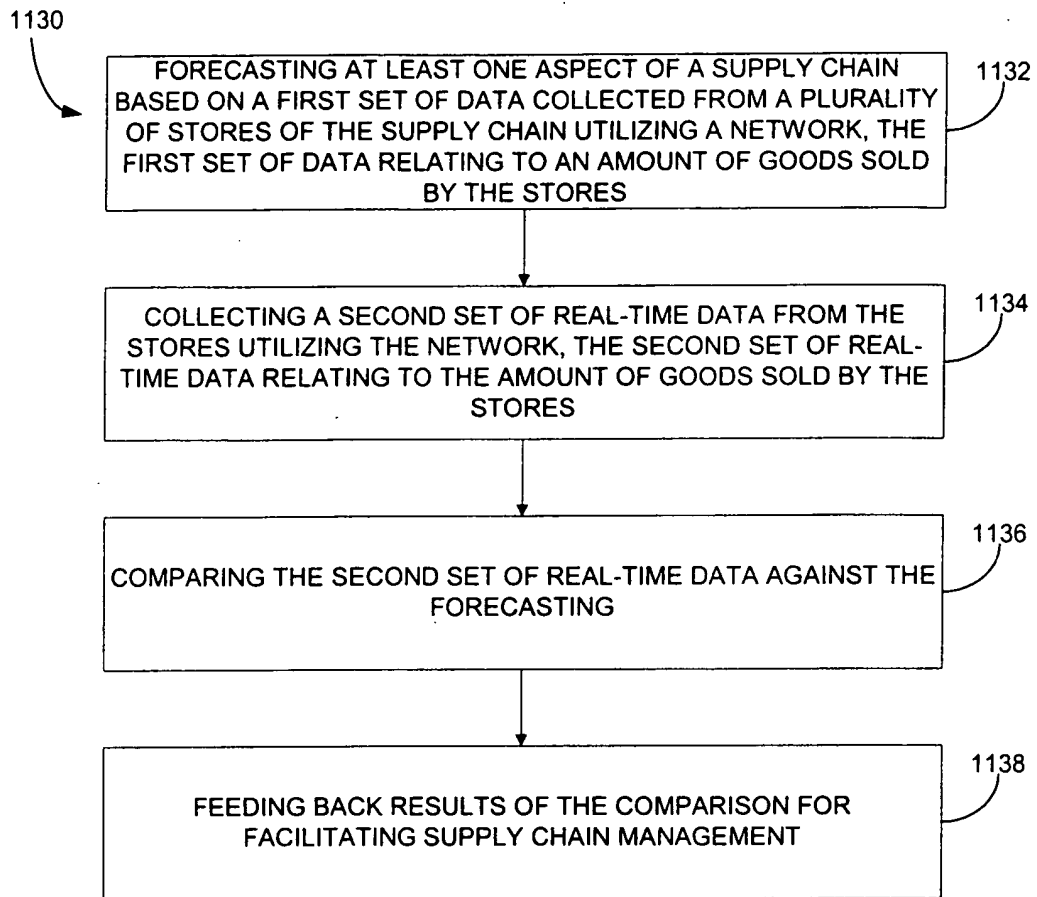 1130
FORECASTING AT LEAST ONE ASPECT OF A SUPPLY CHAIN
BASED ON A FIRST SET OF DATA COLLECTED FROM A PLURALITY
OF STORES OF THE SUPPLY CHAIN UTILIZING A NETWORK, THE
FIRST SET OF DATA RELATING TO AN AMOUNT OF GOODS SOLD
BY THE STORES
1132
COLLECTING A SECOND SET OF REAL-TIME DATA FROM THE
STORES UTILIZING THE NETWORK, THE SECOND SET OF REAL-
TIME DATA RELATING TO THE AMOUNT OF GOODS SOLD BY THE
STORES
1134
COMPARING THE SECOND SET OF REAL-TIME DATA AGAINST THE
FORECASTING
1136
FEEDING BACK RESULTS OF THE COMPARISON FOR
FACILITATING SUPPLY CHAIN MANAGEMENT
1138